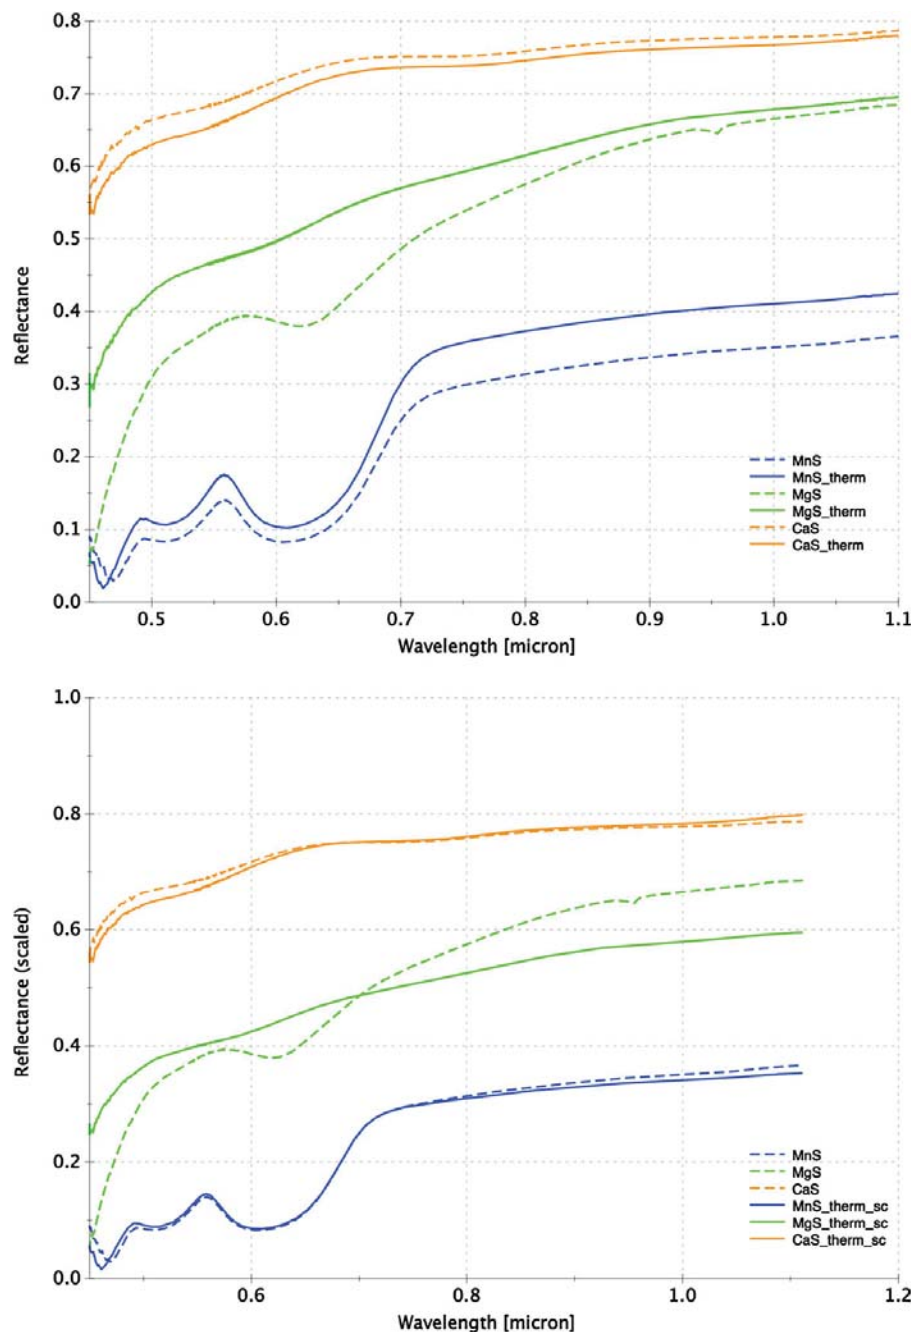 0.8
0.7
0.6
0.5
0.4
0.3
0.2
0.1
0.0
Reflectance
MnS
MnS_therm
MgS
MgS_therm
CaS
CaS_therm
0.5 0.6 0.7 0.8 0.9 1.0 1.1
Wavelength [micron]
1.0
0.8
0.6
0.4
0.2
0.0
Reflectance (scaled)
MnS
MgS
CaS
MnS_therm_sc
MgS_therm_sc
CaS_therm_sc
0.6 0.8 1.0 1.2
Wavelength [micron]